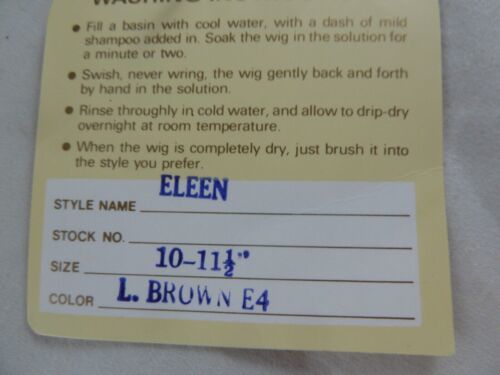 WASHING INSTRUCTIONS
• Fill a basin with cool water, with a dash of mild
shampoo added in. Soak the wig in the solution for
a minute or two.
• Swish, never wring, the wig gently back and forth
by hand in the solution.
• Rinse throughly in cold water, and allow to drip-dry
overnight at room temperature.
• When the wig is completely dry, just brush it into
the style you prefer.
STYLE NAME ELEEN
STOCK NO.
SIZE 10-11½"
COLOR L. BROWN E4